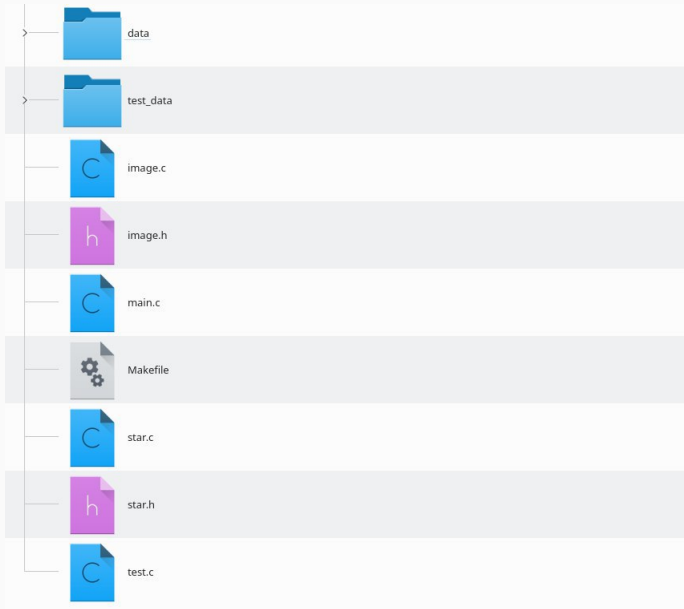 data
test_data
C
image.c
h
image.h
C
main.c
Makefile
C
star.c
h
star.h
C
test.c